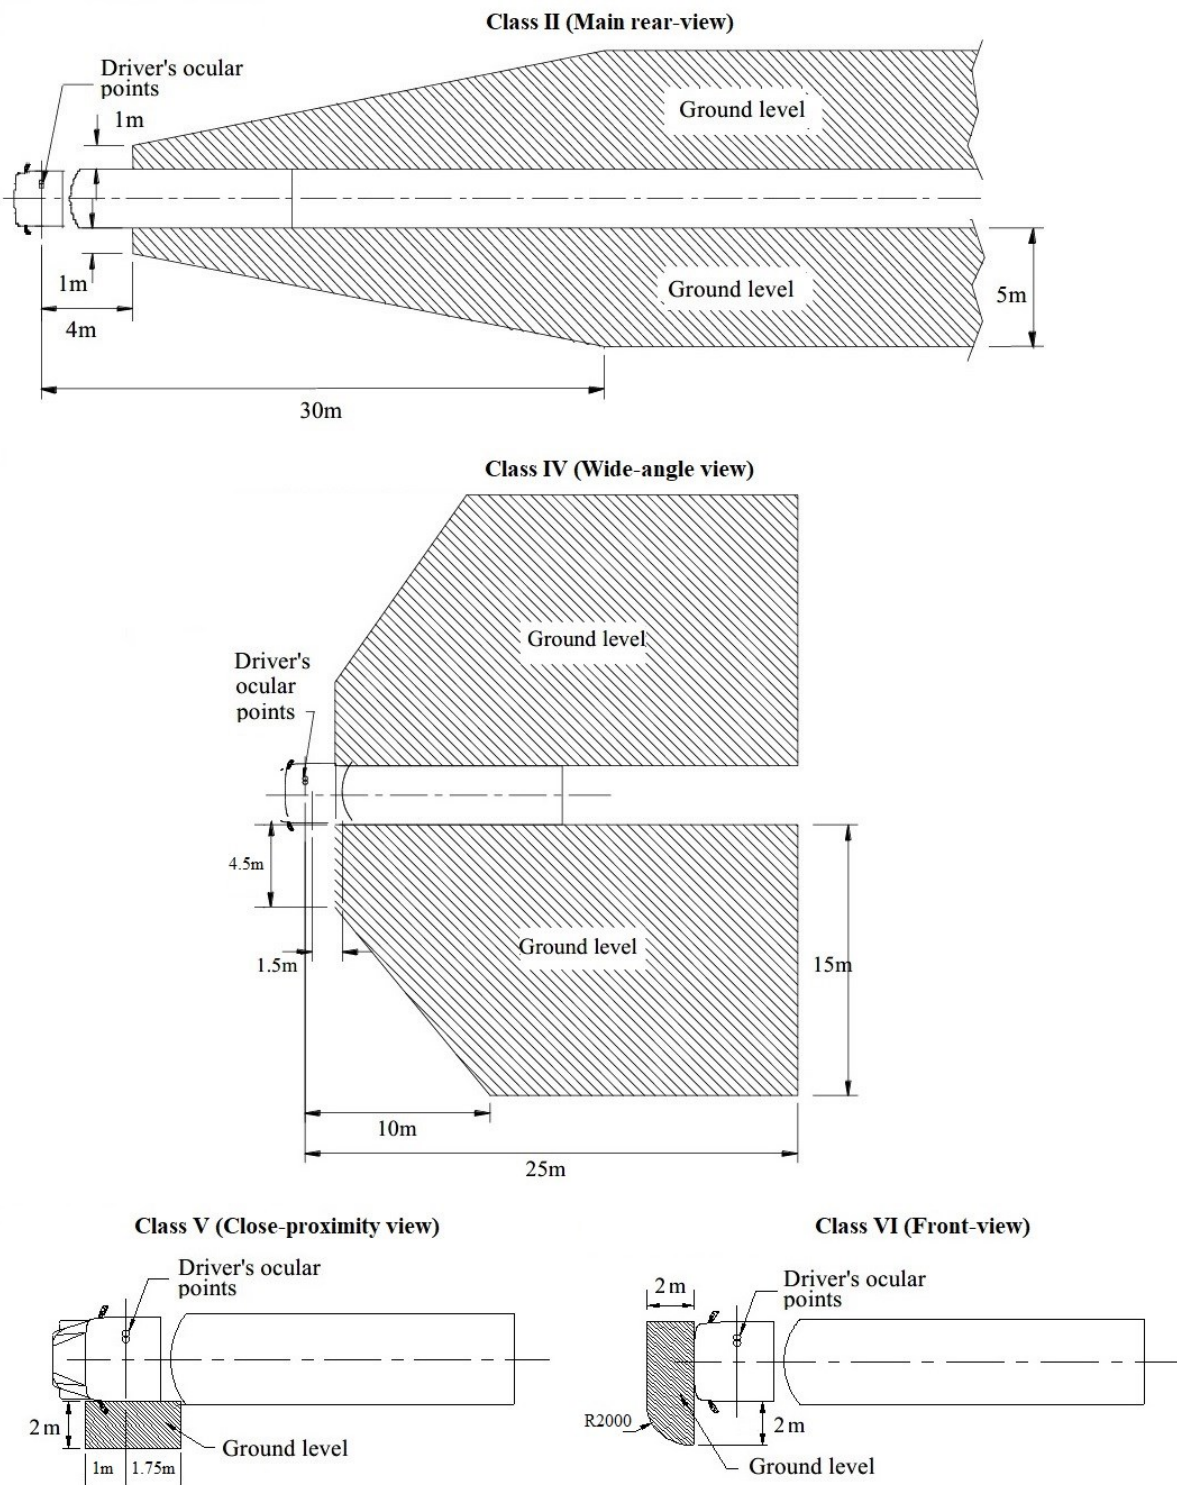 Class II (Main rear-view)
Driver's ocular
points
1m
Ground level
Ground level
1m
5m
4m
30m
Class IV (Wide-angle view)
Ground level
Driver's
ocular
points
4.5m
Ground level
1.5m
15m
10m
25m
Class V (Close-proximity view)
Driver's ocular
points
2 m
Ground level
1m
1.75m
Class VI (Front-view)
2 m
Driver's ocular
points
R2000
2 m
Ground level